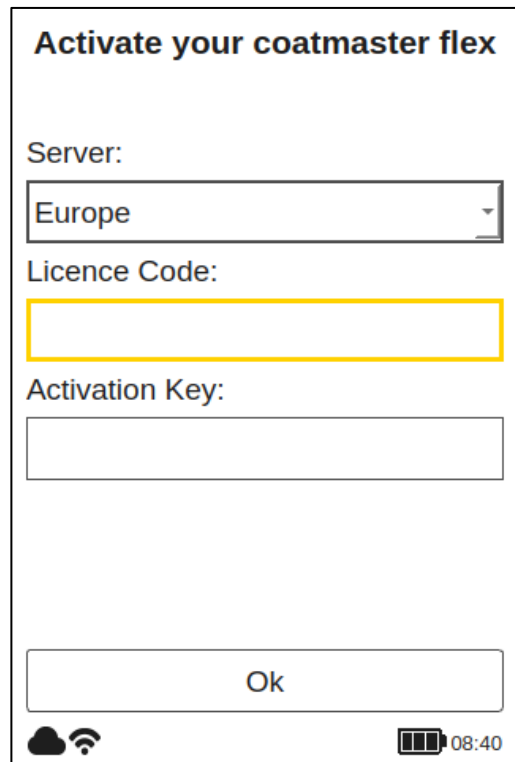 Activate your coatmaster flex
Server:
Europe
Licence Code:
Activation Key:
Ok
08:40